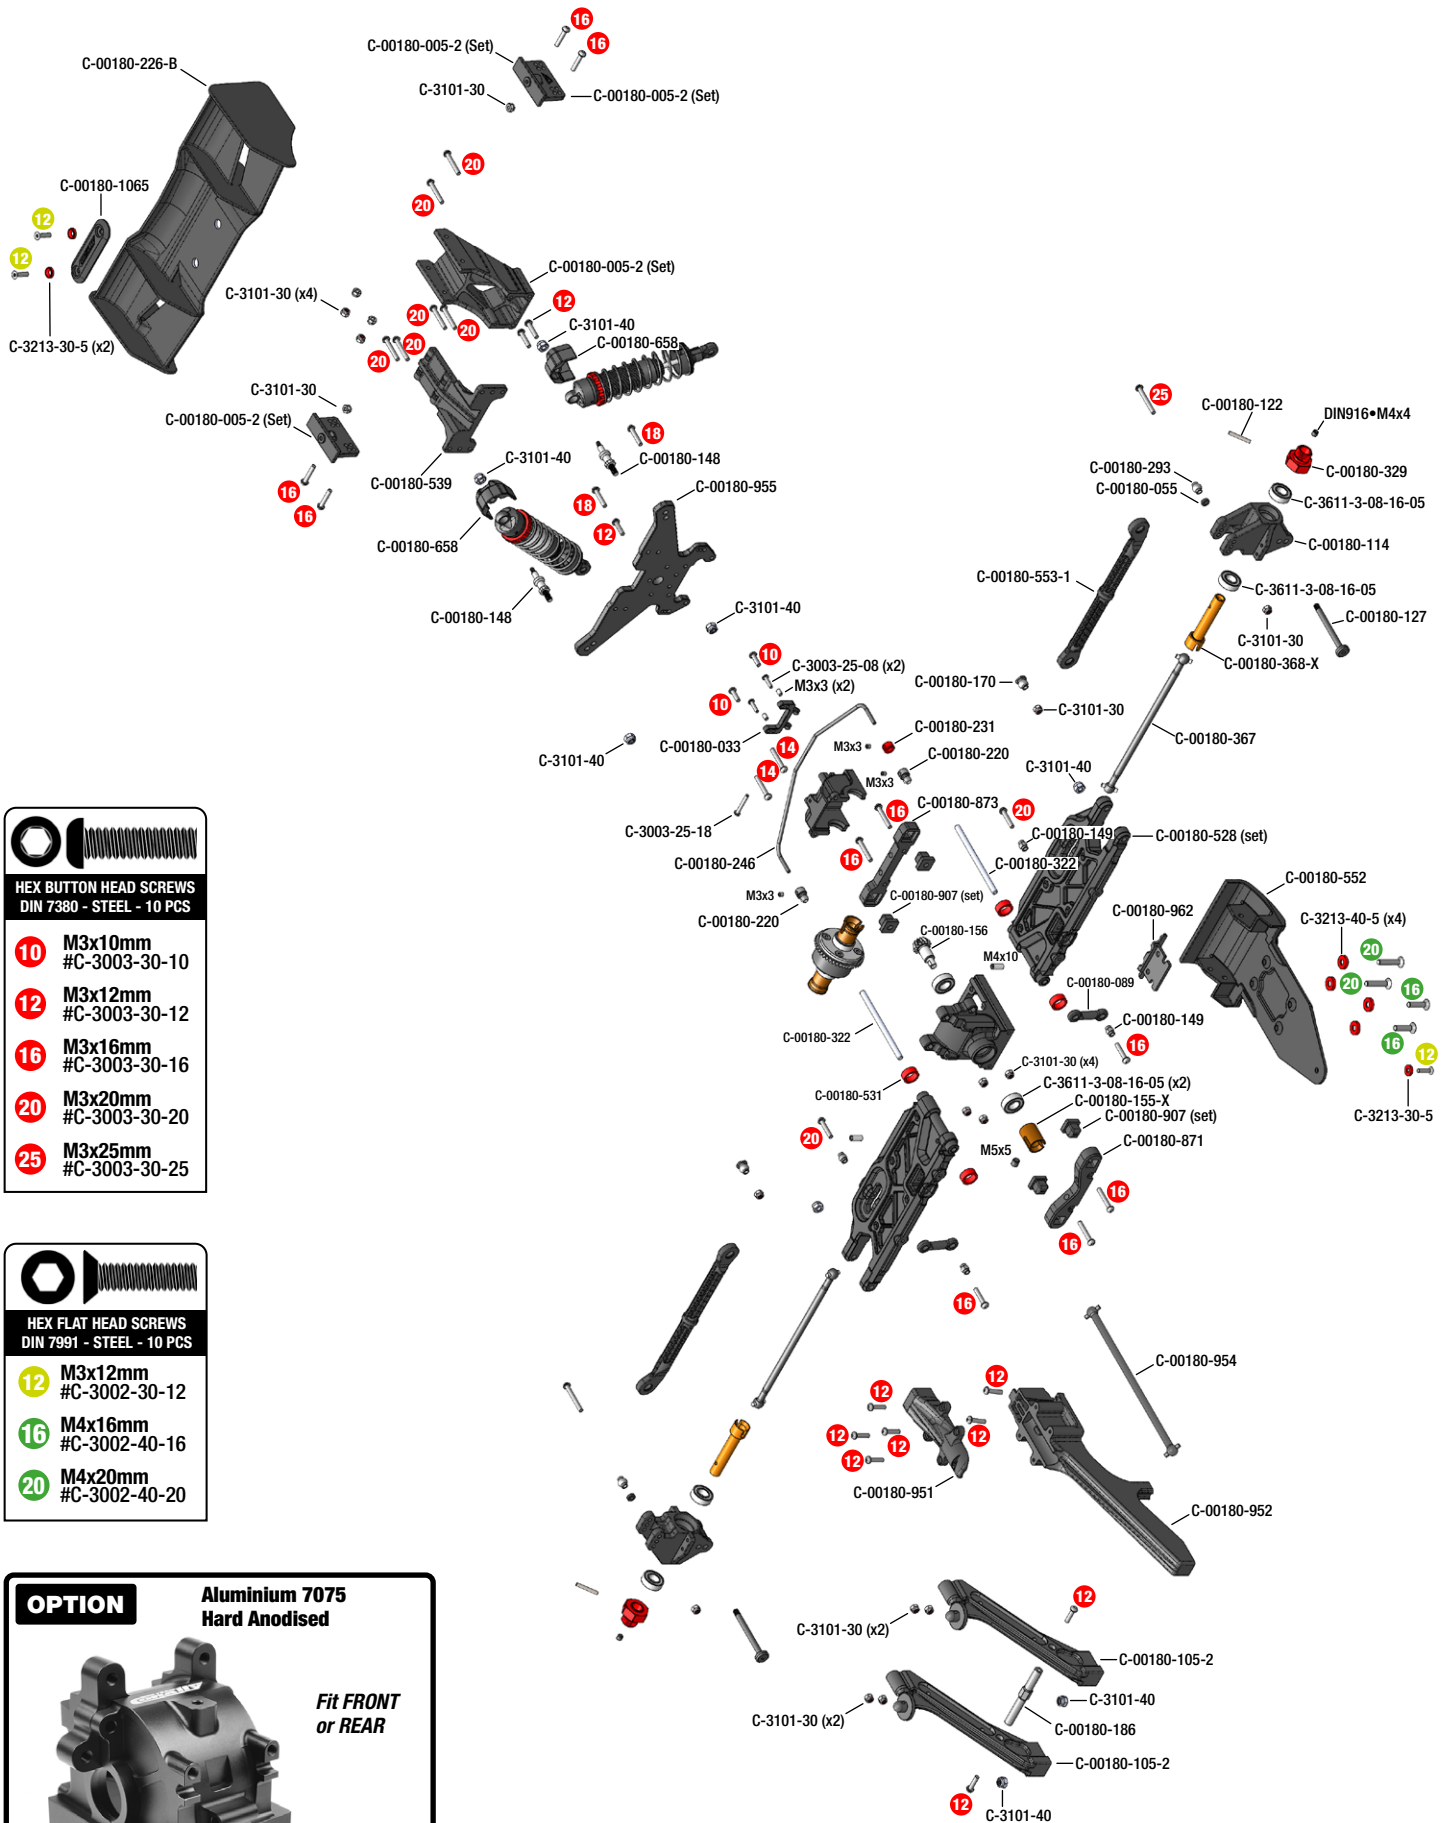 16
C-00180-005-2 (Set)
16
C-00180-226-B
C-3101-30
C-00180-005-2 (Set)
20
C-00180-1065
20
12
12
C-00180-005-2 (Set)
C-3101-30 (x4)
12
20
20
C-3101-40
C-3213-30-5 (x2)
C-00180-658
20
20
C-3101-30
C-00180-005-2 (Set)
18
C-3101-40
C-00180-148
C-00180-539
C-00180-955
16
16
18
12
C-00180-658
C-00180-148
C-3101-40
25
C-00180-122
DIN916•M4x4
C-00180-293
C-00180-329
C-00180-055
C-3611-3-08-16-05
C-00180-114
C-00180-553-1
C-3611-3-08-16-05
C-00180-127
C-3101-30
C-00180-368-X
10
C-3003-25-08 (x2)
C-00180-170
M3x3 (x2)
10
C-3101-30
C-00180-231
C-00180-033
M3x3
C-00180-367
14
C-3101-40
C-00180-220
C-3101-40
14
M3x3
C-00180-873
16
20
C-3003-25-18
C-00180-149
C-00180-528 (set)
C-00180-246
16
C-00180-322
C-00180-552
M3x3
C-00180-907 (set)
C-00180-962
C-00180-220
C-3213-40-5 (x4)
C-00180-156
20
M4x10
C-00180-089
20
16
C-00180-322
C-00180-149
16
16
12
C-3101-30 (x4)
C-3611-3-08-16-05 (x2)
C-00180-531
C-00180-155-X
C-00180-907 (set)
C-3213-30-5
20
C-00180-871
M5x5
16
16
16
C-00180-954
12
12
12
12
12
12
C-00180-951
C-00180-952
12
C-3101-30 (x2)
C-00180-105-2
C-3101-40
C-3101-30 (x2)
C-00180-186
C-00180-105-2
12
C-3101-40
HEX BUTTON HEAD SCREWS
DIN 7380 - STEEL - 10 PCS
10 M3x10mm
#C-3003-30-10
12 M3x12mm
#C-3003-30-12
16 M3x16mm
#C-3003-30-16
20 M3x20mm
#C-3003-30-20
25 M3x25mm
#C-3003-30-25
HEX FLAT HEAD SCREWS
DIN 7991 - STEEL - 10 PCS
12 M3x12mm
#C-3002-30-12
16 M4x16mm
#C-3002-40-16
20 M4x20mm
#C-3002-40-20
OPTION
Aluminium 7075
Hard Anodised
Fit FRONT
or REAR